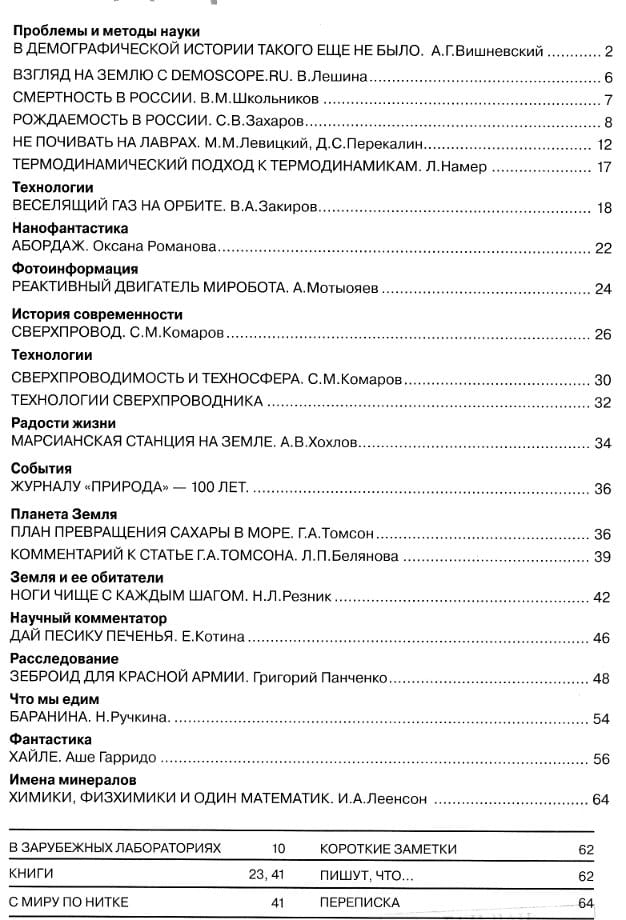 Проблемы и методы науки
В ДЕМОГРАФИЧЕСКОЙ ИСТОРИИ ТАКОГО ЕЩЕ НЕ БЫЛО. А.Г.Вишневский ........... 2
ВЗГЛЯД НА ЗЕМЛЮ С DEMOSCOPE.RU. В.Лешина ........... 6
СМЕРТНОСТЬ В РОССИИ. В.М.Школьников ........... 7
РОЖДАЕМОСТЬ В РОССИИ. С.В.Захаров ........... 8
НЕ ПОЧИВАТЬ НА ЛАВРАХ. М.М.Левицкий, Д.С.Перекалин ........... 12
ТЕРМОДИНАМИЧЕСКИЙ ПОДХОД К ТЕРМОДИНАМИКАМ. Л.Намер ........... 17
Технологии
ВЕСЕЛЯЩИЙ ГАЗ НА ОРБИТЕ. В.А.Закиров ........... 18
Нанофантастика
АБОРДАЖ. Оксана Романова ........... 22
Фотоинформация
РЕАКТИВНЫЙ ДВИГАТЕЛЬ МИРОБОТА. А.Мотыляев ........... 24
История современности
СВЕРХПРОВОД. С.М.Комаров ........... 26
Технологии
СВЕРХПРОВОДИМОСТЬ И ТЕХНОСФЕРА. С.М.Комаров ........... 30
ТЕХНОЛОГИИ СВЕРХПРОВОДНИКА ........... 32
Радости жизни
МАРСИАНСКАЯ СТАНЦИЯ НА ЗЕМЛЕ. А.В.Хохлов ........... 34
События
ЖУРНАЛУ «ПРИРОДА» — 100 ЛЕТ. ........... 36
Планета Земля
ПЛАН ПРЕВРАЩЕНИЯ САХАРЫ В МОРЕ. Г.А.Томсон ........... 36
КОММЕНТАРИЙ К СТАТЬЕ Г.А.ТОМСОНА. Л.П.Белянова ........... 39
Земля и ее обитатели
НОГИ ЧИЩЕ С КАЖДЫМ ШАГОМ. Н.Л.Резник ........... 42
Научный комментатор
ДАЙ ПЕСИКУ ПЕЧЕНЬЯ. Е.Котина ........... 46
Расследование
ЗЕБРОИД ДЛЯ КРАСНОЙ АРМИИ. Григорий Панченко ........... 48
Что мы едим
БАРАНИНА. Н.Ручкина. ........... 54
Фантастика
ХАЙЛЕ. Аше Гарридо ........... 56
Имена минералов
ХИМИКИ, ФИЗХИМИКИ И ОДИН МАТЕМАТИК. И.А.Леенсон ........... 64
В ЗАРУБЕЖНЫХ ЛАБОРАТОРИЯХ 10 КОРОТКИЕ ЗАМЕТКИ 62
КНИГИ 23, 41 ПИШУТ, ЧТО... 62
С МИРУ ПО НИТКЕ 41 ПЕРЕПИСКА 64